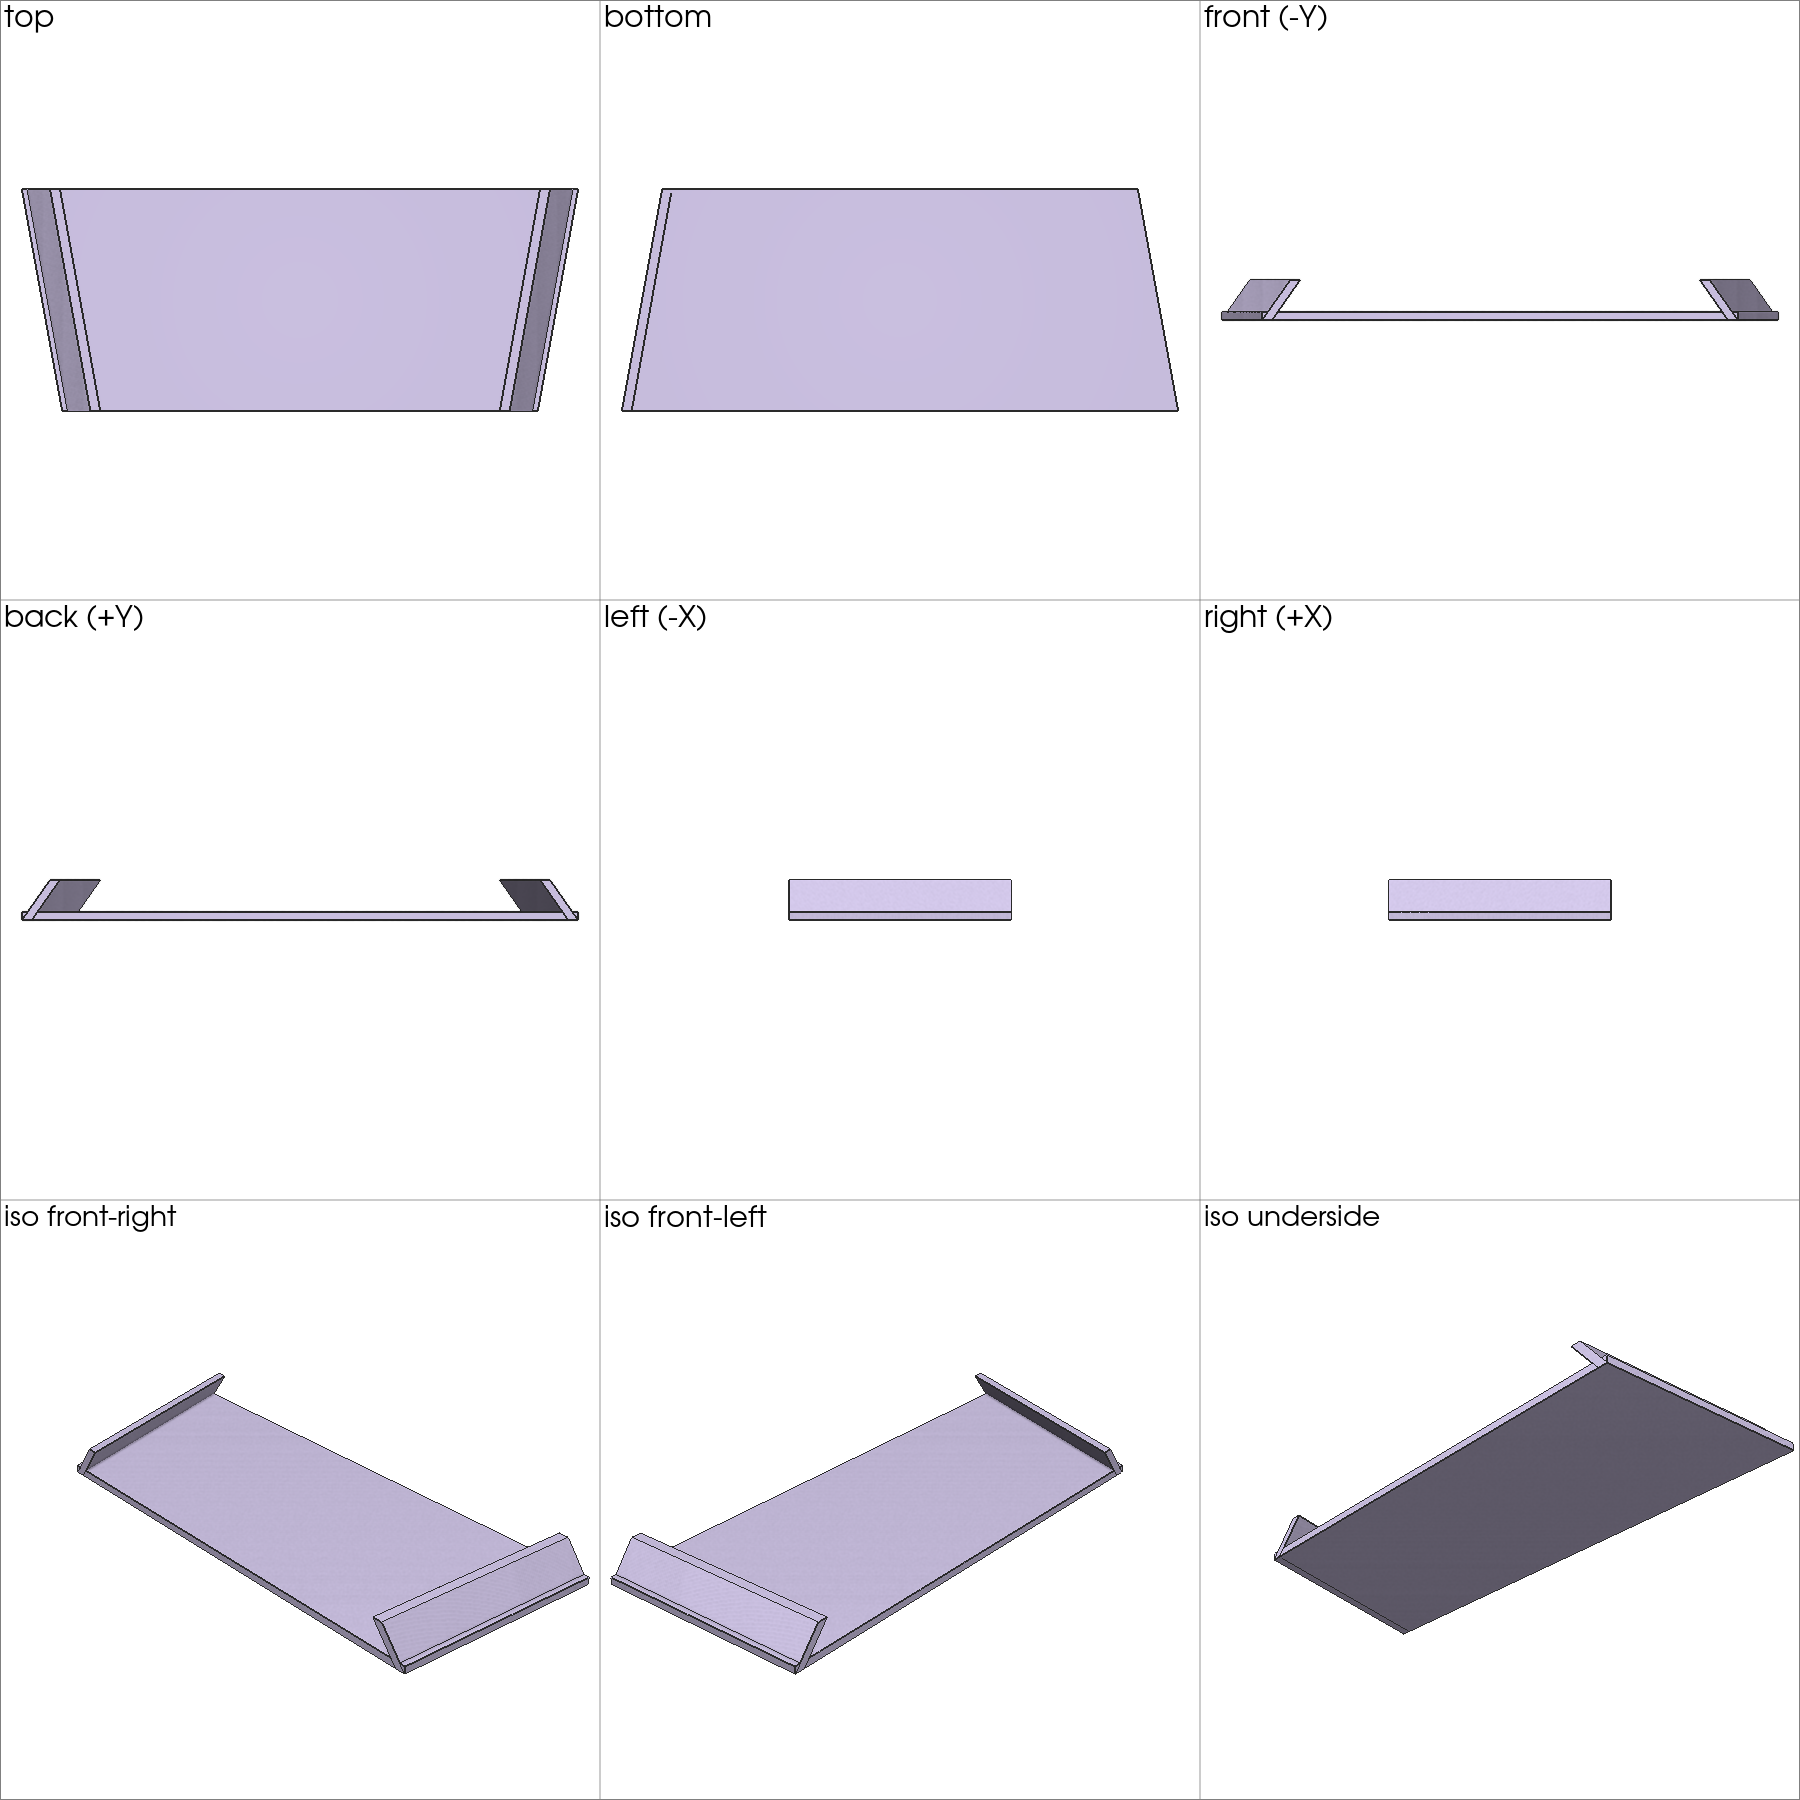 top
bottom
front (-Y)
back (+Y)
left (-X)
right (+X)
iso front-right
iso front-left
iso underside